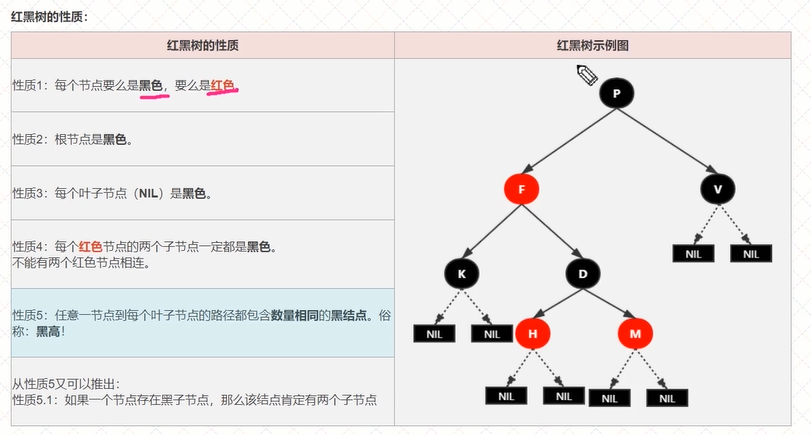 红黑树的性质：
红黑树的性质
红黑树示例图
性质1：每个节点要么是黑色，要么是红色。
性质2：根节点是黑色。
性质3：每个叶子节点（NIL）是黑色。
性质4：每个红色节点的两个子节点一定都是黑色。
不能有两个红色节点相连。
性质5：任意一节点到每个叶子节点的路径都包含数量相同的黑结点。俗
称：黑高！
从性质5又可以推出：
性质5.1：如果一个节点存在黑子节点，那么该结点肯定有两个子节点
P
F
V
NIL
NIL
K
D
NIL
NIL
H
M
NIL
NIL
NIL
NIL